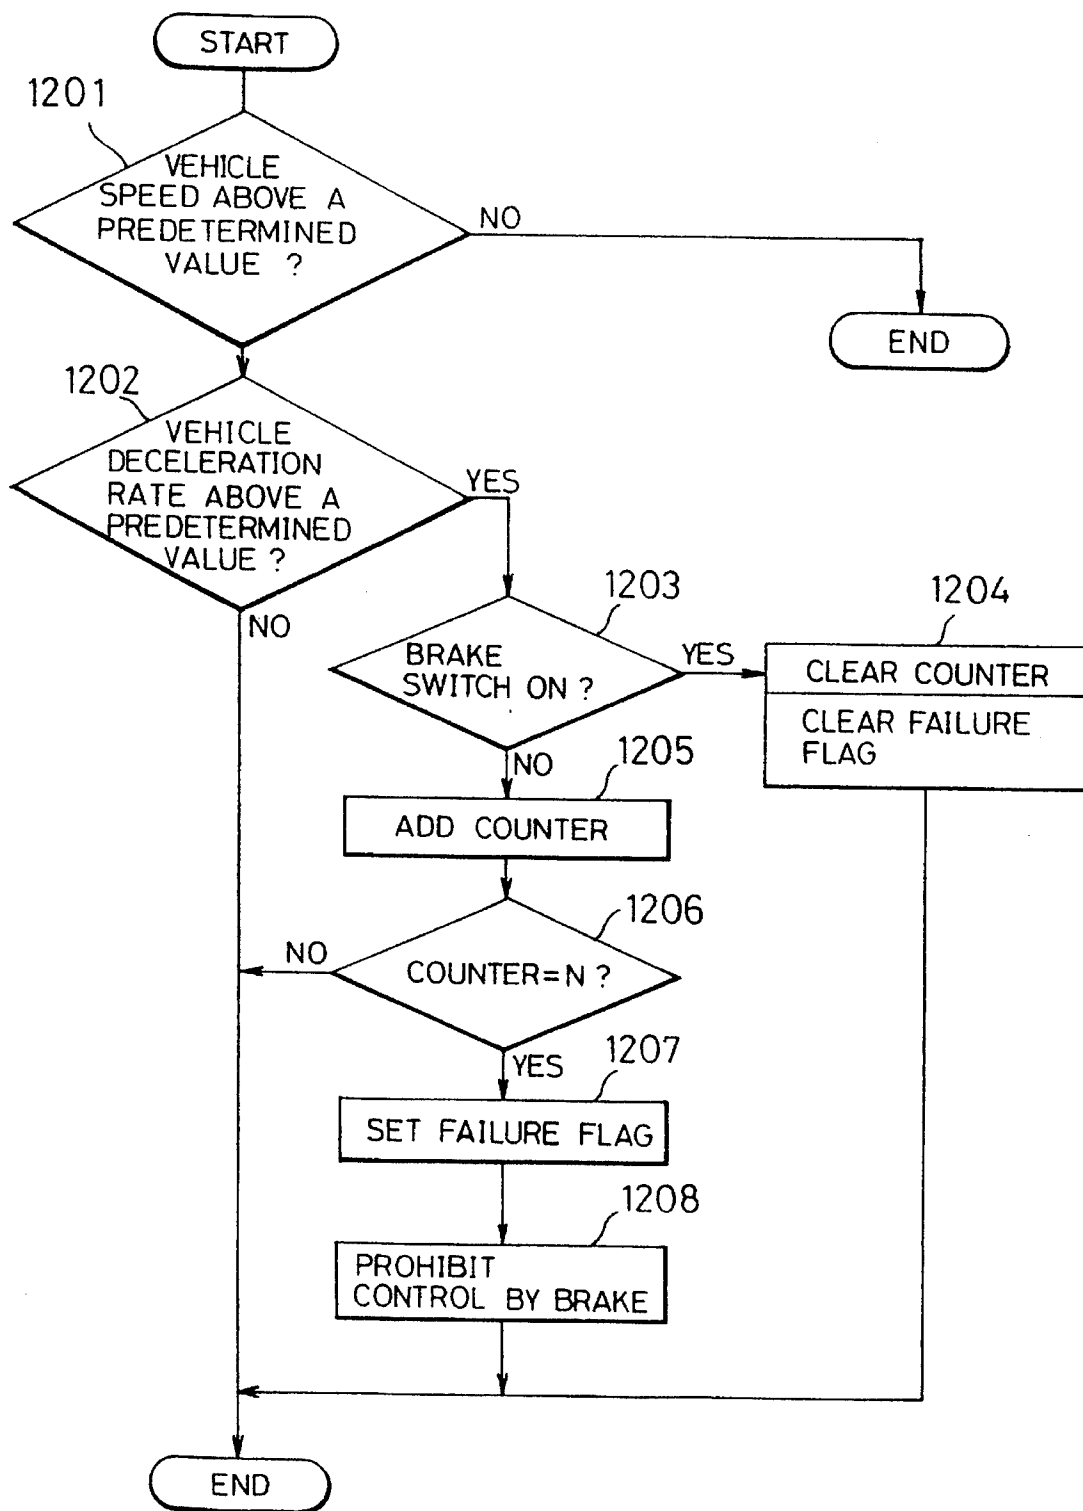 START
1201
VEHICLE
SPEED ABOVE A
PREDETERMINED
VALUE ?
NO
END
1202
VEHICLE
DECELERATION
RATE ABOVE A
PREDETERMINED
VALUE ?
YES
NO
1203
BRAKE
SWITCH ON ?
YES
1204
CLEAR COUNTER
CLEAR FAILURE
FLAG
NO
1205
ADD COUNTER
1206
COUNTER=N ?
NO
YES
1207
SET FAILURE FLAG
1208
PROHIBIT
CONTROL BY BRAKE
END